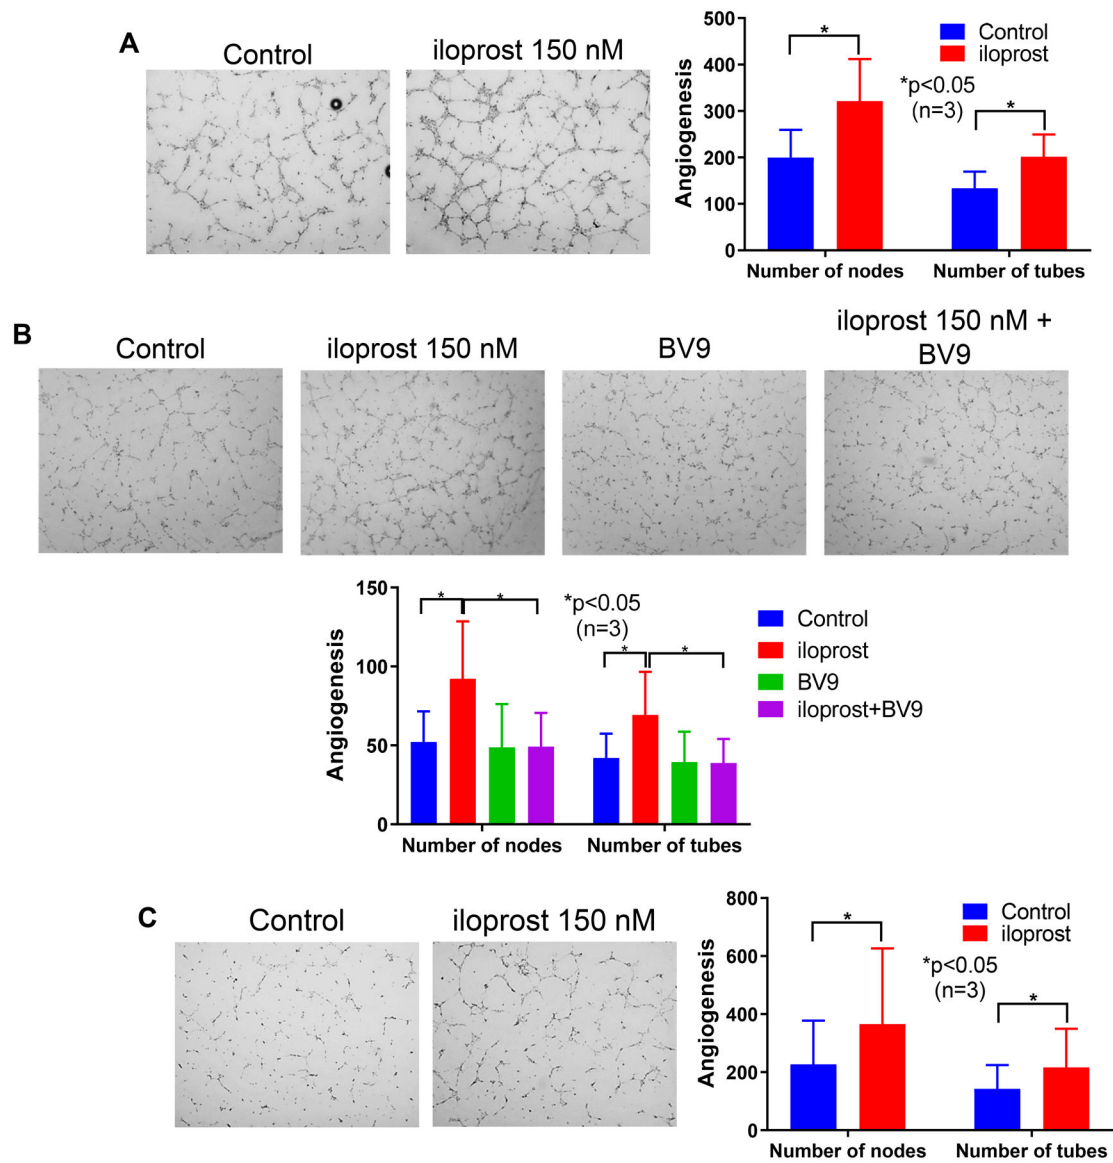 A
Control
iloprost 150 nM
500
400
300
200
100
0
Angiogenesis
*
*
Control
iloprost
*p<0.05
(n=3)
Number of nodes
Number of tubes
B
Control
iloprost 150 nM
BV9
iloprost 150 nM +
BV9
150
100
50
0
Angiogenesis
*
*
*p<0.05
(n=3)
*
*
Control
iloprost
BV9
iloprost+BV9
Number of nodes
Number of tubes
C
Control
iloprost 150 nM
800
600
400
200
0
Angiogenesis
*
*
Control
iloprost
*p<0.05
(n=3)
Number of nodes
Number of tubes